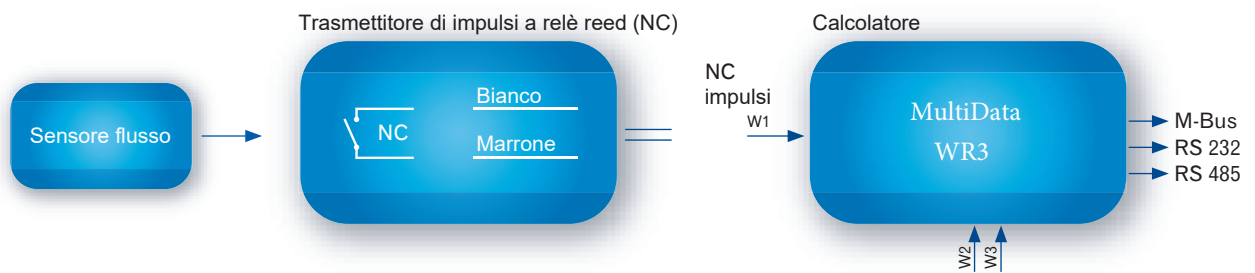 Trasmettitore di impulsi a relè reed (NC)
Calcolatore
Sensore flusso
NC
Bianco
Marrone
NC
impulsi
W1
MultiData
WR3
M-Bus
RS 232
RS 485
W2
W3